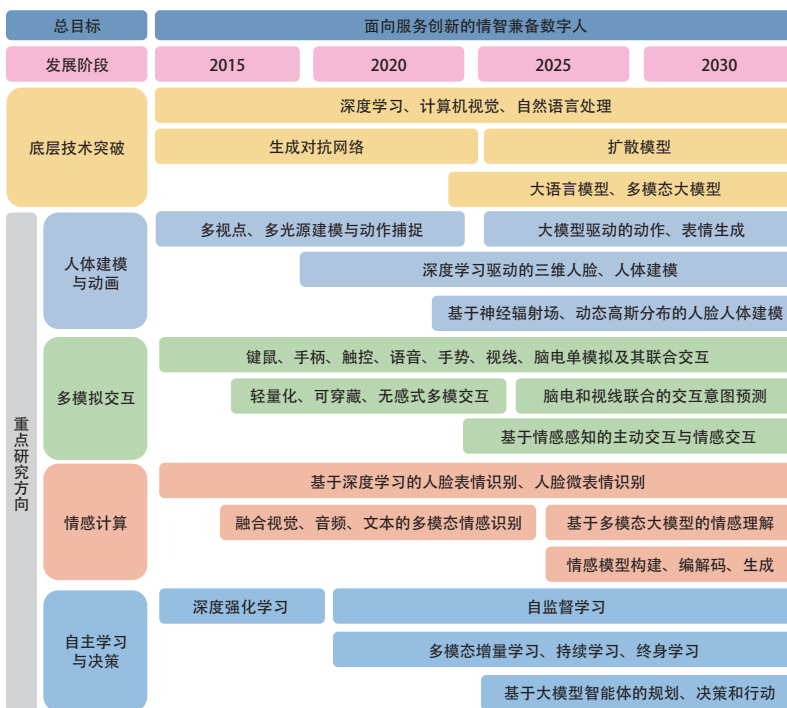 总目标
面向服务创新的情智兼备数字人
发展阶段
2015
2020
2025
2030
底层技术突破
深度学习、计算机视觉、自然语言处理
生成对抗网络
扩散模型
大语言模型、多模态大模型
重点研究方向
人体建模
与动画
多视点、多光源建模与动作捕捉
大模型驱动的动作、表情生成
深度学习驱动的三维人脸、人体建模
基于神经辐射场、动态高斯分布的人脸人体建模
多模拟交互
键鼠、手柄、触控、语音、手势、视线、脑电单模拟及其联合交互
轻量化、可穿藏、无感式多模交互
脑电和视线联合的交互意图预测
基于情感感知的主动交互与情感交互
情感计算
基于深度学习的人脸表情识别、人脸微表情识别
融合视觉、音频、文本的多模态情感识别
基于多模态大模型的情感理解
情感模型构建、编解码、生成
自主学习
与决策
深度强化学习
自监督学习
多模态增量学习、持续学习、终身学习
基于大模型智能体的规划、决策和行动